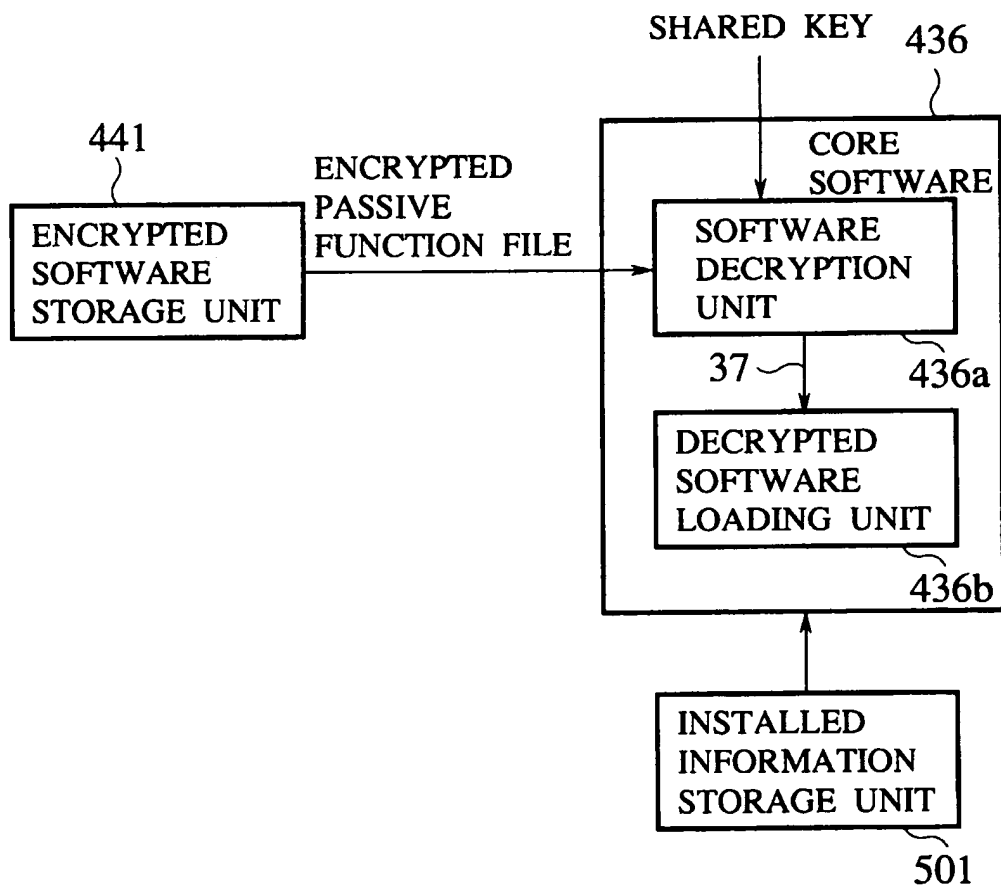 SHARED KEY
436
441
CORE
SOFTWARE
ENCRYPTED
PASSIVE
FUNCTION FILE
ENCRYPTED
SOFTWARE
STORAGE UNIT
SOFTWARE
DECRYPTION
UNIT
37
436a
DECRYPTED
SOFTWARE
LOADING UNIT
436b
INSTALLED
INFORMATION
STORAGE UNIT
501